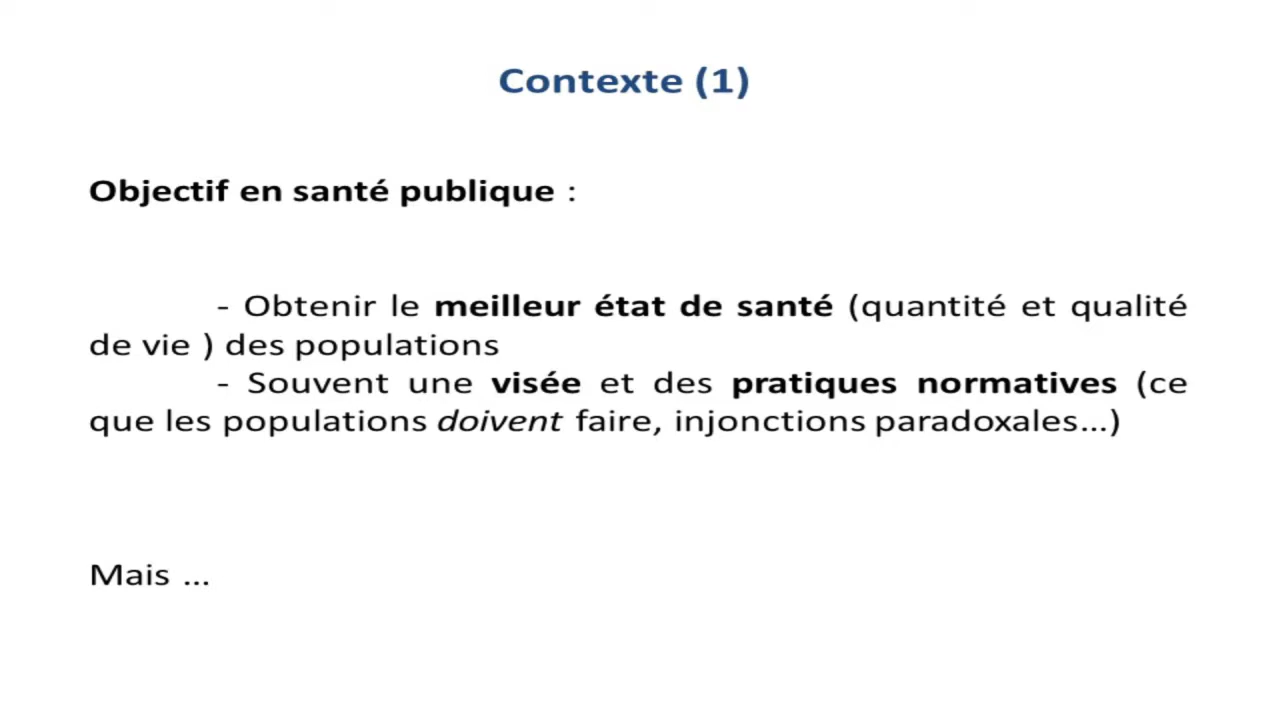 Contexte (1)
Objectif en santé publique :
- Obtenir le meilleur état de santé (quantité et qualité
de vie ) des populations
- Souvent une visée et des pratiques normatives (ce
que les populations doivent faire, injonctions paradoxales...)
Mais ...